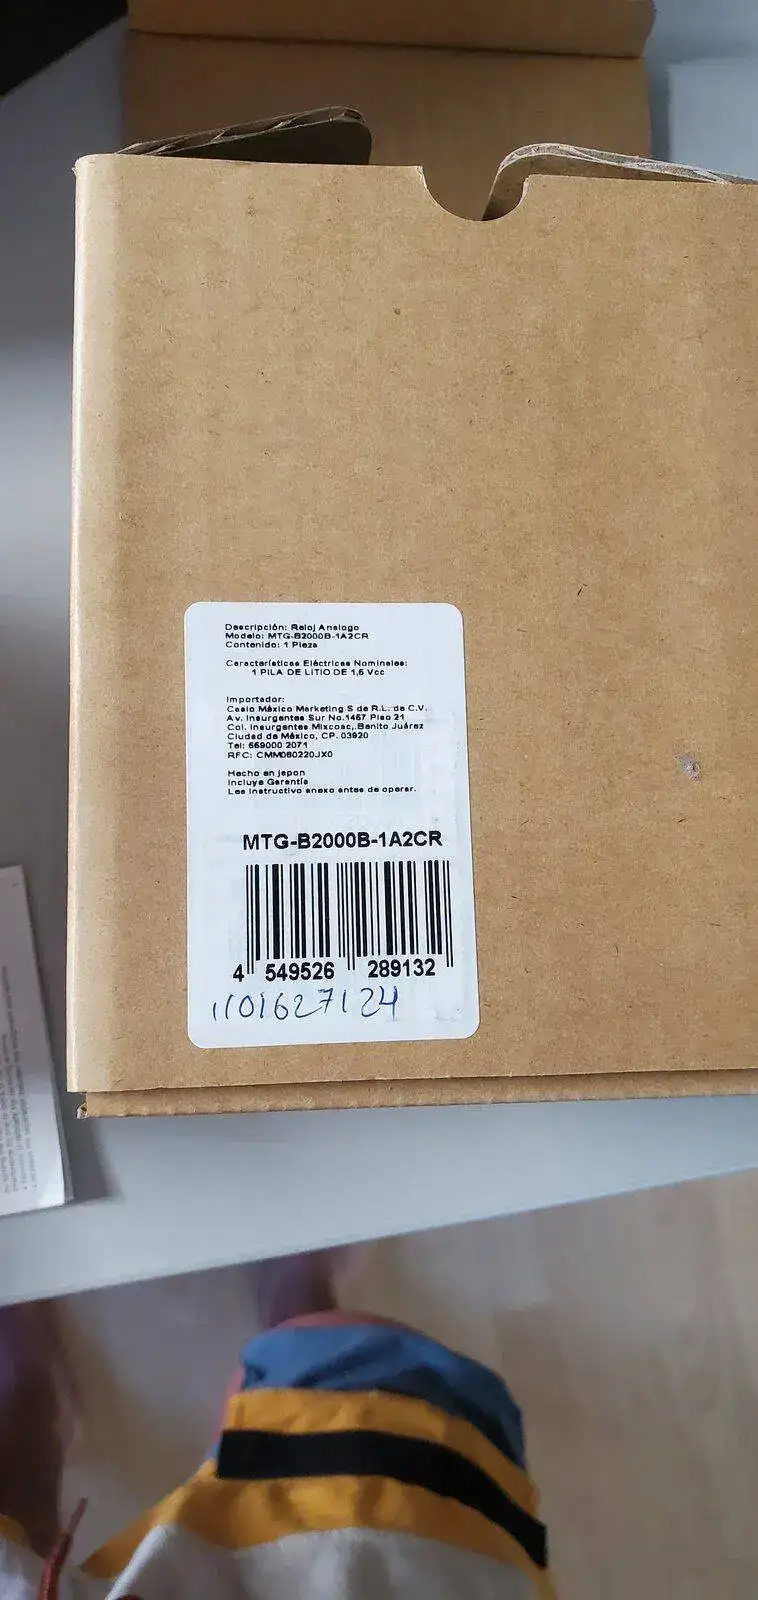 Descripción: Reloj Analogo
Modelo: MTG-B2000B-1A2CR
Contenido: 1 Pieza
Características Eléctricas Nominales:
1 PILA DE LITIO DE 1,5 Vcc
Importador:
Casio México Marketing S de R.L. de C.V.
Av. Insurgentes Sur No.1457 Piso 21
Col. Insurgentes Mixcoac,.Benito Juárez
Ciudad de México, CP. 03920
Tel: 559000 2071
RFC: CMM080220JX0
Hecho en japon
Incluye Garantía
Lea Instructivo anexo antes de operar.
MTG-B2000B-1A2CR
4 549526 289132
1101627124